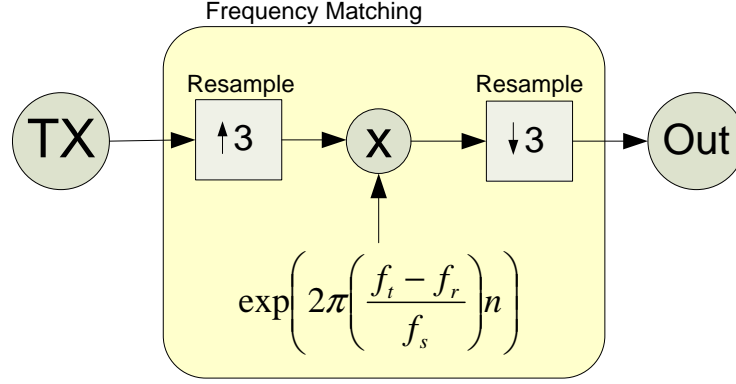 Frequency Matching
Resample
Resample
TX
↑3
x
↓3
Out
exp(2π((f_t − f_r)/f_s)n)